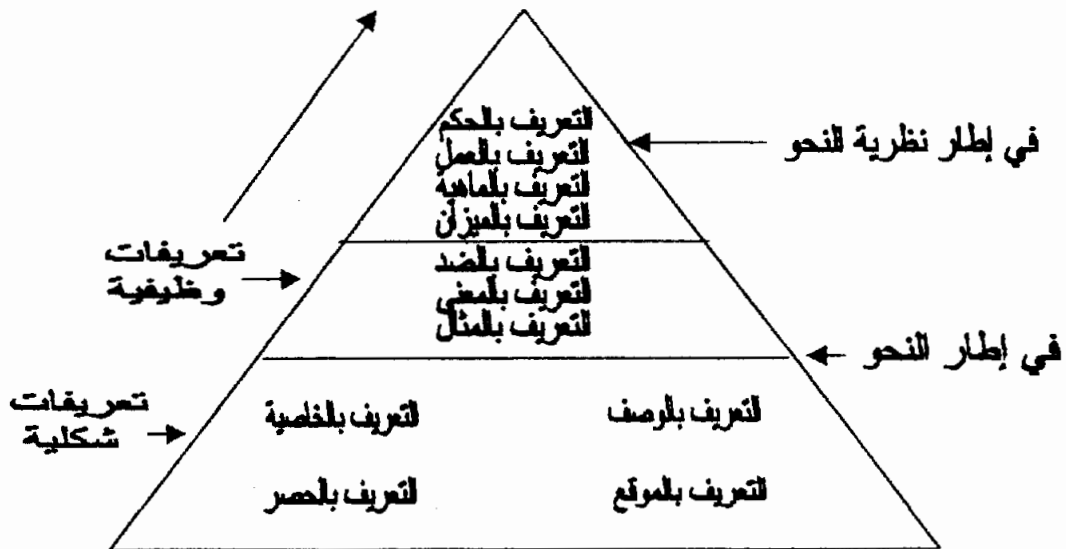 التعريف بالحكم
التعريف بالعمل
في إطار نظرية النحو
التعريف بالماهية
التعريف بالميزان
تعريفات
وظيفية
التعريف بالضد
التعريف بالمعنى
التعريف بالمثال
في إطار النحو
تعريفات
شكلية
التعريف بالوصف
التعريف بالخاصية
التعريف بالموقع
التعريف بالحصر